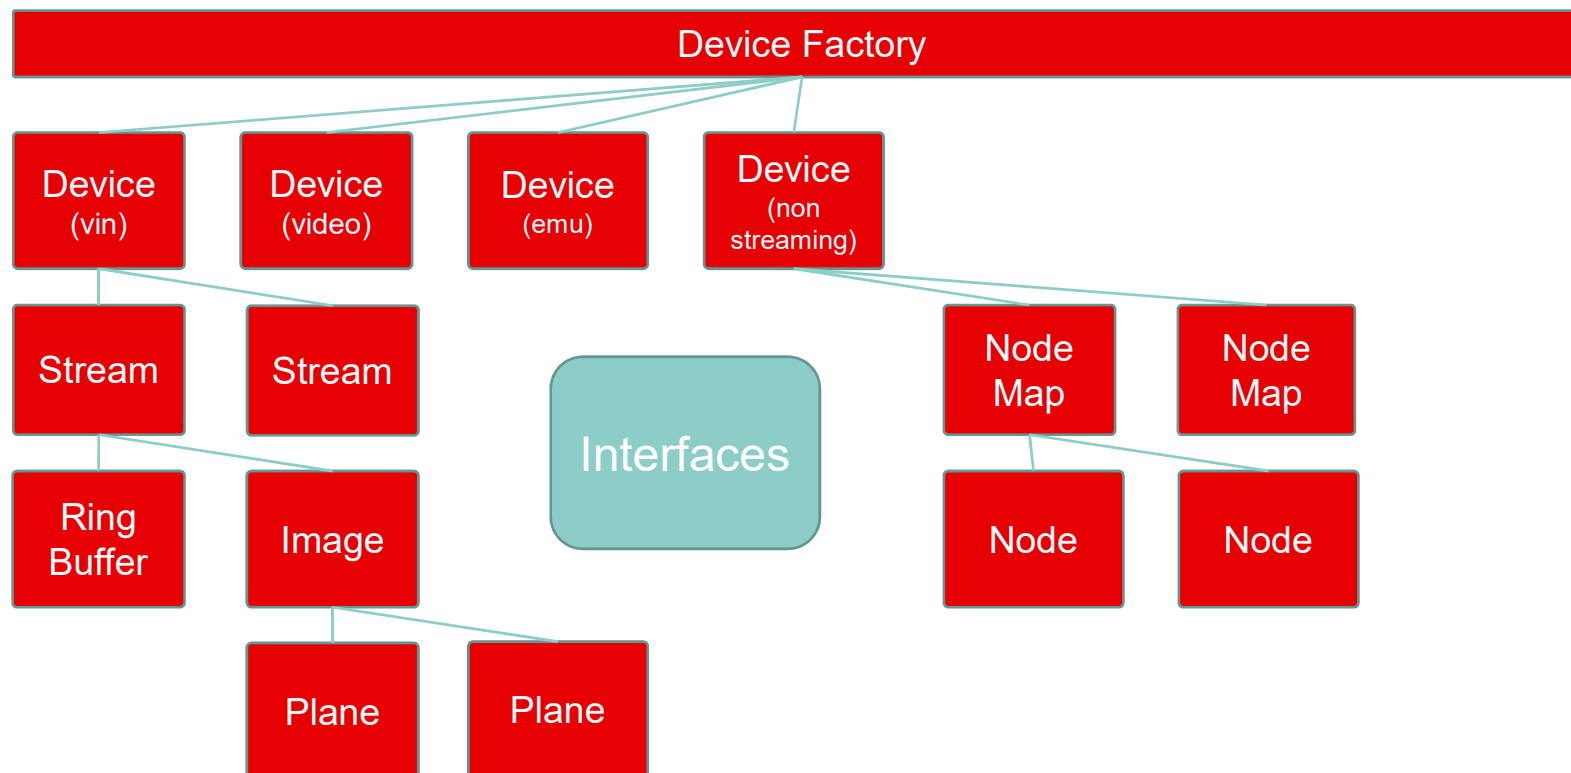 Device Factory
Device
(vin)
Device
(video)
Device
(emu)
Device
(non
streaming)
Stream
Stream
Node
Map
Node
Map
Interfaces
Ring
Buffer
Image
Node
Node
Plane
Plane